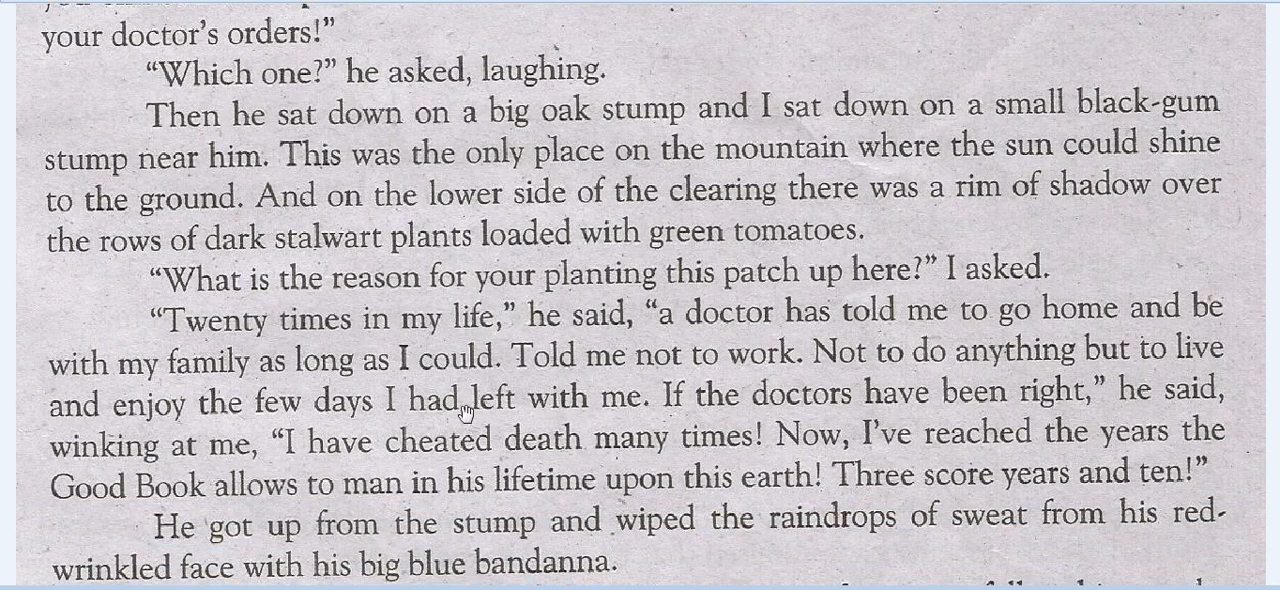 your doctor's orders!"
"Which one?" he asked, laughing.
Then he sat down on a big oak stump and I sat down on a small black-gum
stump near him. This was the only place on the mountain where the sun could shine
to the ground. And on the lower side of the clearing there was a rim of shadow over
the rows of dark stalwart plants loaded with green tomatoes.
"What is the reason for your planting this patch up here?" I asked.
"Twenty times in my life," he said, "a doctor has told me to go home and be
with my family as long as I could. Told me not to work. Not to do anything but to live
and enjoy the few days I had left with me. If the doctors have been right," he said,
winking at me, "I have cheated death many times! Now, I've reached the years the
Good Book allows to man in his lifetime upon this earth! Three score years and ten!"
He got up from the stump and wiped the raindrops of sweat from his red-
wrinkled face with his big blue bandanna.